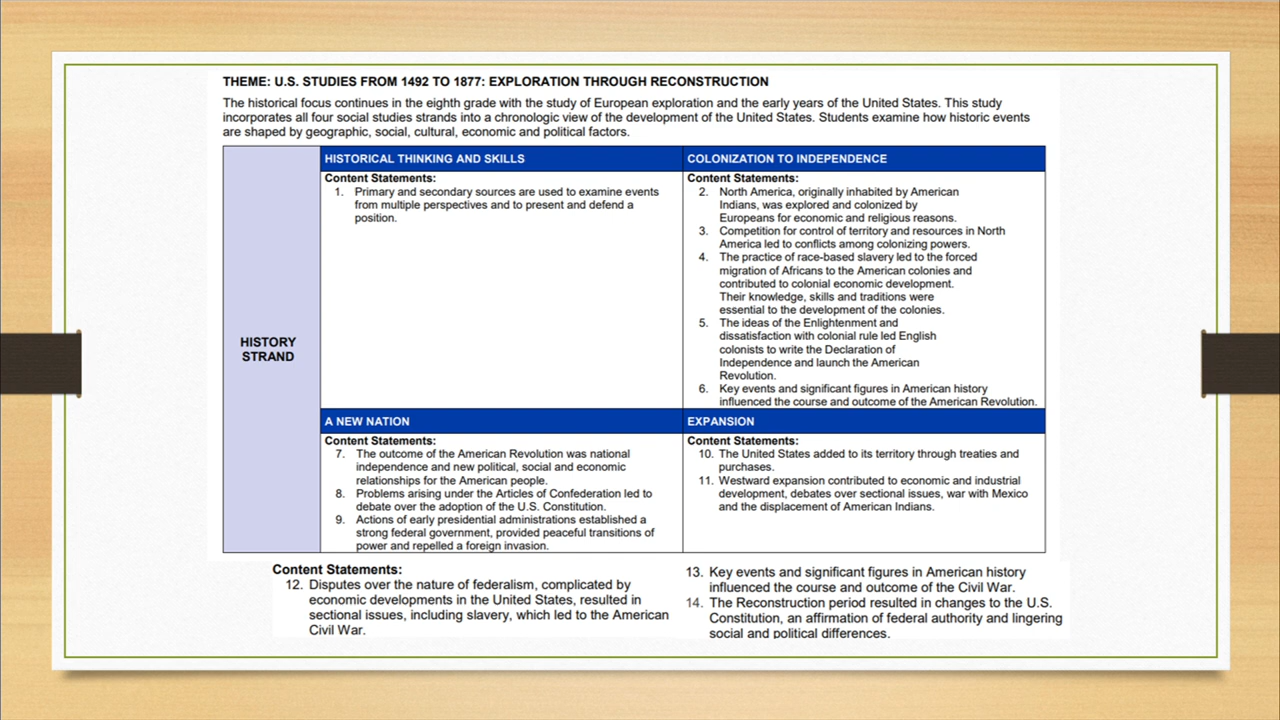 THEME: U.S. STUDIES FROM 1492 TO 1877: EXPLORATION THROUGH RECONSTRUCTION
The historical focus continues in the eighth grade with the study of European exploration and the early years of the United States. This study
incorporates all four social studies strands into a chronologic view of the development of the United States. Students examine how historic events
are shaped by geographic, social, cultural, economic and political factors.
HISTORY
STRAND
HISTORICAL THINKING AND SKILLS
Content Statements:
1. Primary and secondary sources are used to examine events
from multiple perspectives and to present and defend a
position.
COLONIZATION TO INDEPENDENCE
Content Statements:
2. North America, originally inhabited by American
Indians, was explored and colonized by
Europeans for economic and religious reasons.
3. Competition for control of territory and resources in North
America led to conflicts among colonizing powers.
4. The practice of race-based slavery led to the forced
migration of Africans to the American colonies and
contributed to colonial economic development.
Their knowledge, skills and traditions were
essential to the development of the colonies.
5. The ideas of the Enlightenment and
dissatisfaction with colonial rule led English
colonists to write the Declaration of
Independence and launch the American
Revolution.
6. Key events and significant figures in American history
influenced the course and outcome of the American Revolution.
A NEW NATION
Content Statements:
7. The outcome of the American Revolution was national
independence and new political, social and economic
relationships for the American people.
8. Problems arising under the Articles of Confederation led to
debate over the adoption of the U.S. Constitution.
9. Actions of early presidential administrations established a
strong federal government, provided peaceful transitions of
power and repelled a foreign invasion.
EXPANSION
Content Statements:
10. The United States added to its territory through treaties and
purchases.
11. Westward expansion contributed to economic and industrial
development, debates over sectional issues, war with Mexico
and the displacement of American Indians.
Content Statements:
12. Disputes over the nature of federalism, complicated by
economic developments in the United States, resulted in
sectional issues, including slavery, which led to the American
Civil War.
13. Key events and significant figures in American history
influenced the course and outcome of the Civil War.
14. The Reconstruction period resulted in changes to the U.S.
Constitution, an affirmation of federal authority and lingering
social and political differences.